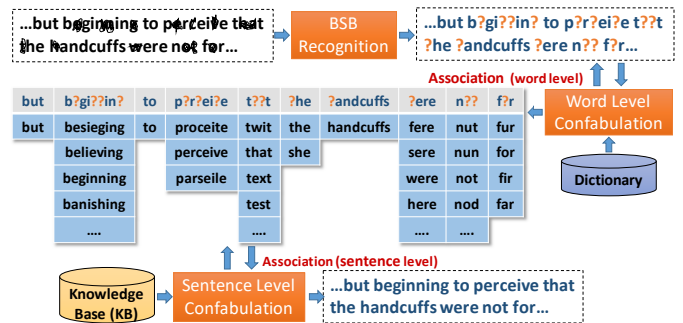 ...but beginning to perceive that
the handcuffs were not for...
BSB
Recognition
...but b?gi??in? to p?r?ei?e t??t
?he ?andcuffs ?ere n?? f?r...
Association (word level)
but b?gi??in? to p?r?ei?e t??t ?he ?andcuffs ?ere n?? f?r
but besieging to proceite twit the handcuffs fere nut fur
believing perceive that she sere nun for
beginning parseile text were not fir
banishing test here nod far
.... .... .... ....
Word Level
Confabulation
Dictionary
Association (sentence level)
Knowledge
Base (KB)
Sentence Level
Confabulation
...but beginning to perceive that
the handcuffs were not for...